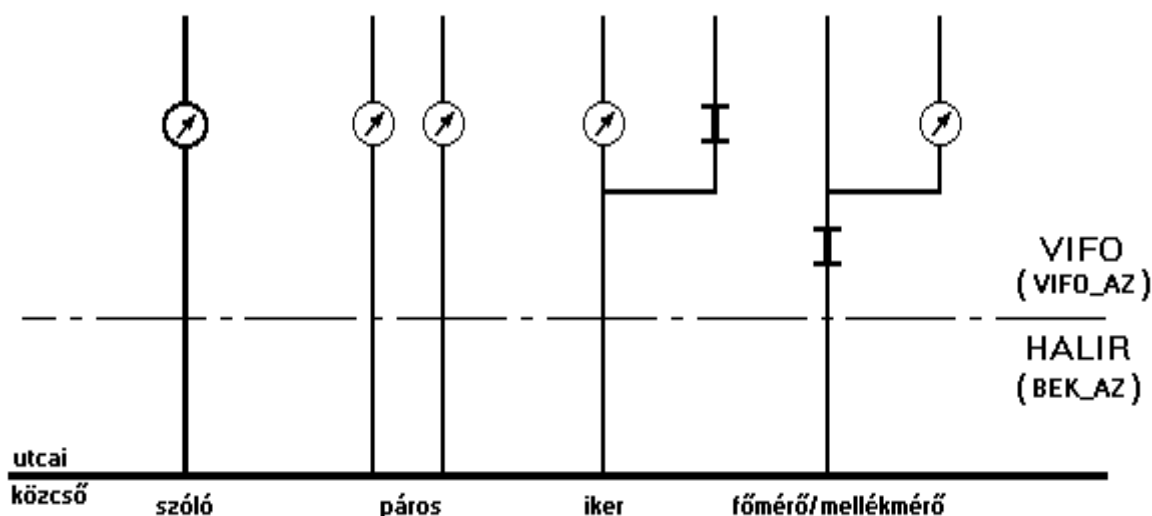 VIFO
( VIFO_AZ )
HALIR
( BEK_AZ )
utcai
közcső
szóló
páros
iker
főmérő/mellékmérő